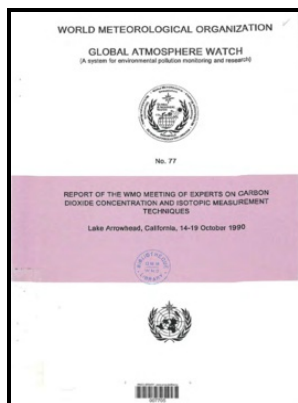 WORLD METEOROLOGICAL ORGANIZATION
GLOBAL ATMOSPHERE WATCH
(A system for environmental pollution monitoring and research)
No. 77
REPORT OF THE WMO MEETING OF EXPERTS ON CARBON
DIOXIDE CONCENTRATION AND ISOTOPIC MEASUREMENT
TECHNIQUES
Lake Arrowhead, California, 14-19 October 1990